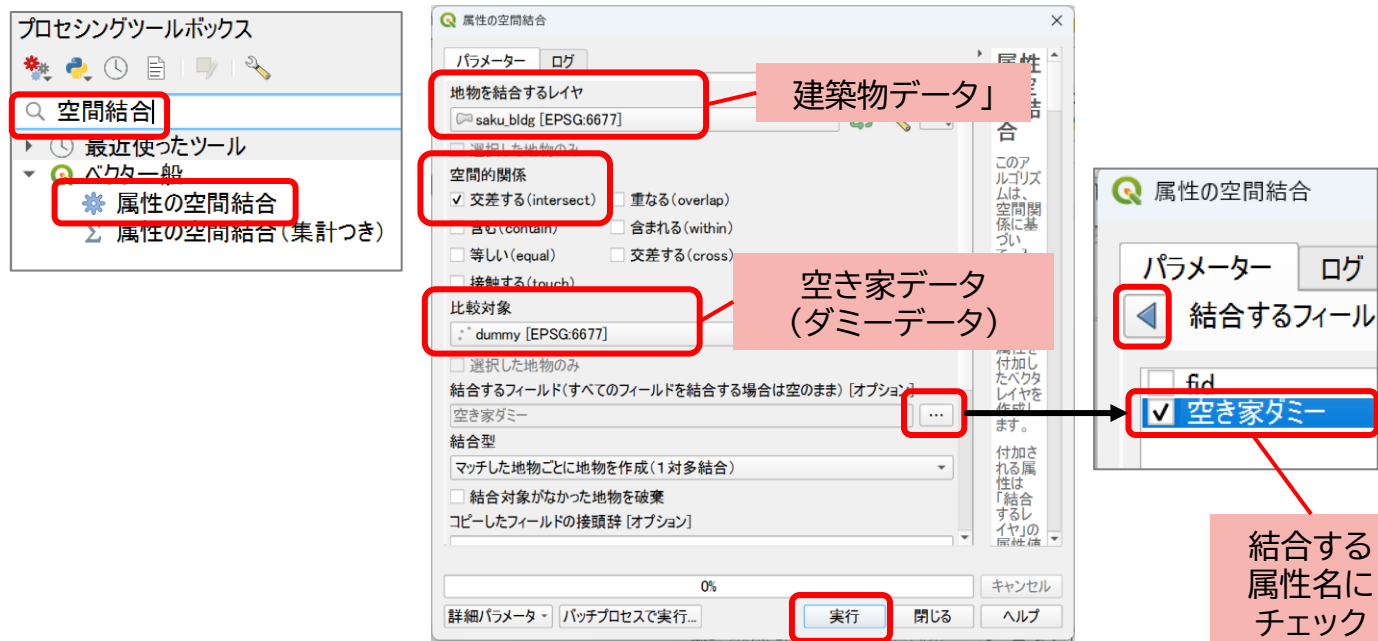 プロセシングツールボックス
空間結合
最近使ったツール
ベクター一般
属性の空間結合
属性の空間結合(集計つき)
属性の空間結合
パラメーター ログ
地物を結合するレイヤ
saku_bldg [EPSG:6677]
建築物データ」
選択した地物のみ
空間的関係
交差する(intersect) 重なる(overlap)
含む(contain) 含まれる(within)
等しい(equal) 交差する(cross)
接触する(touch)
比較対象
dummy [EPSG:6677]
空き家データ
(ダミーデータ)
選択した地物のみ
結合するフィールド(すべてのフィールドを結合する場合は空のまま) [オプション]
空き家ダミー
…
結合型
マッチした地物ごとに地物を作成(1対多結合)
結合対象がなかった地物を破棄
コピーしたフィールドの接頭辞 [オプション]
合
このア
ルゴリズ
ムは、
空間関
係に基
づい
付加し
たベクタ
レイヤを
作成し
ます。
付加さ
れる属
性は
「結合
するレ
イヤ」の
属性値
0%
キャンセル
詳細パラメータ バッチプロセスで実行... 実行 閉じる ヘルプ
属性の空間結合
パラメーター ログ
結合するフィール
fid
空き家ダミー
結合する
属性名に
チェック